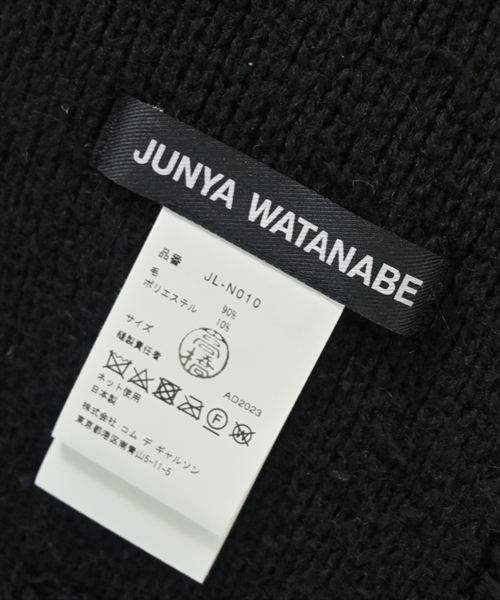 JUNYA WATANABE
品番 JL-N010
毛 90%
ポリエステル 10%
サイズ
縫製責任者 高橋
F
ネット使用
日本製
AD2023
株式会社 コム デ ギャルソン
東京都港区南青山5-11-5